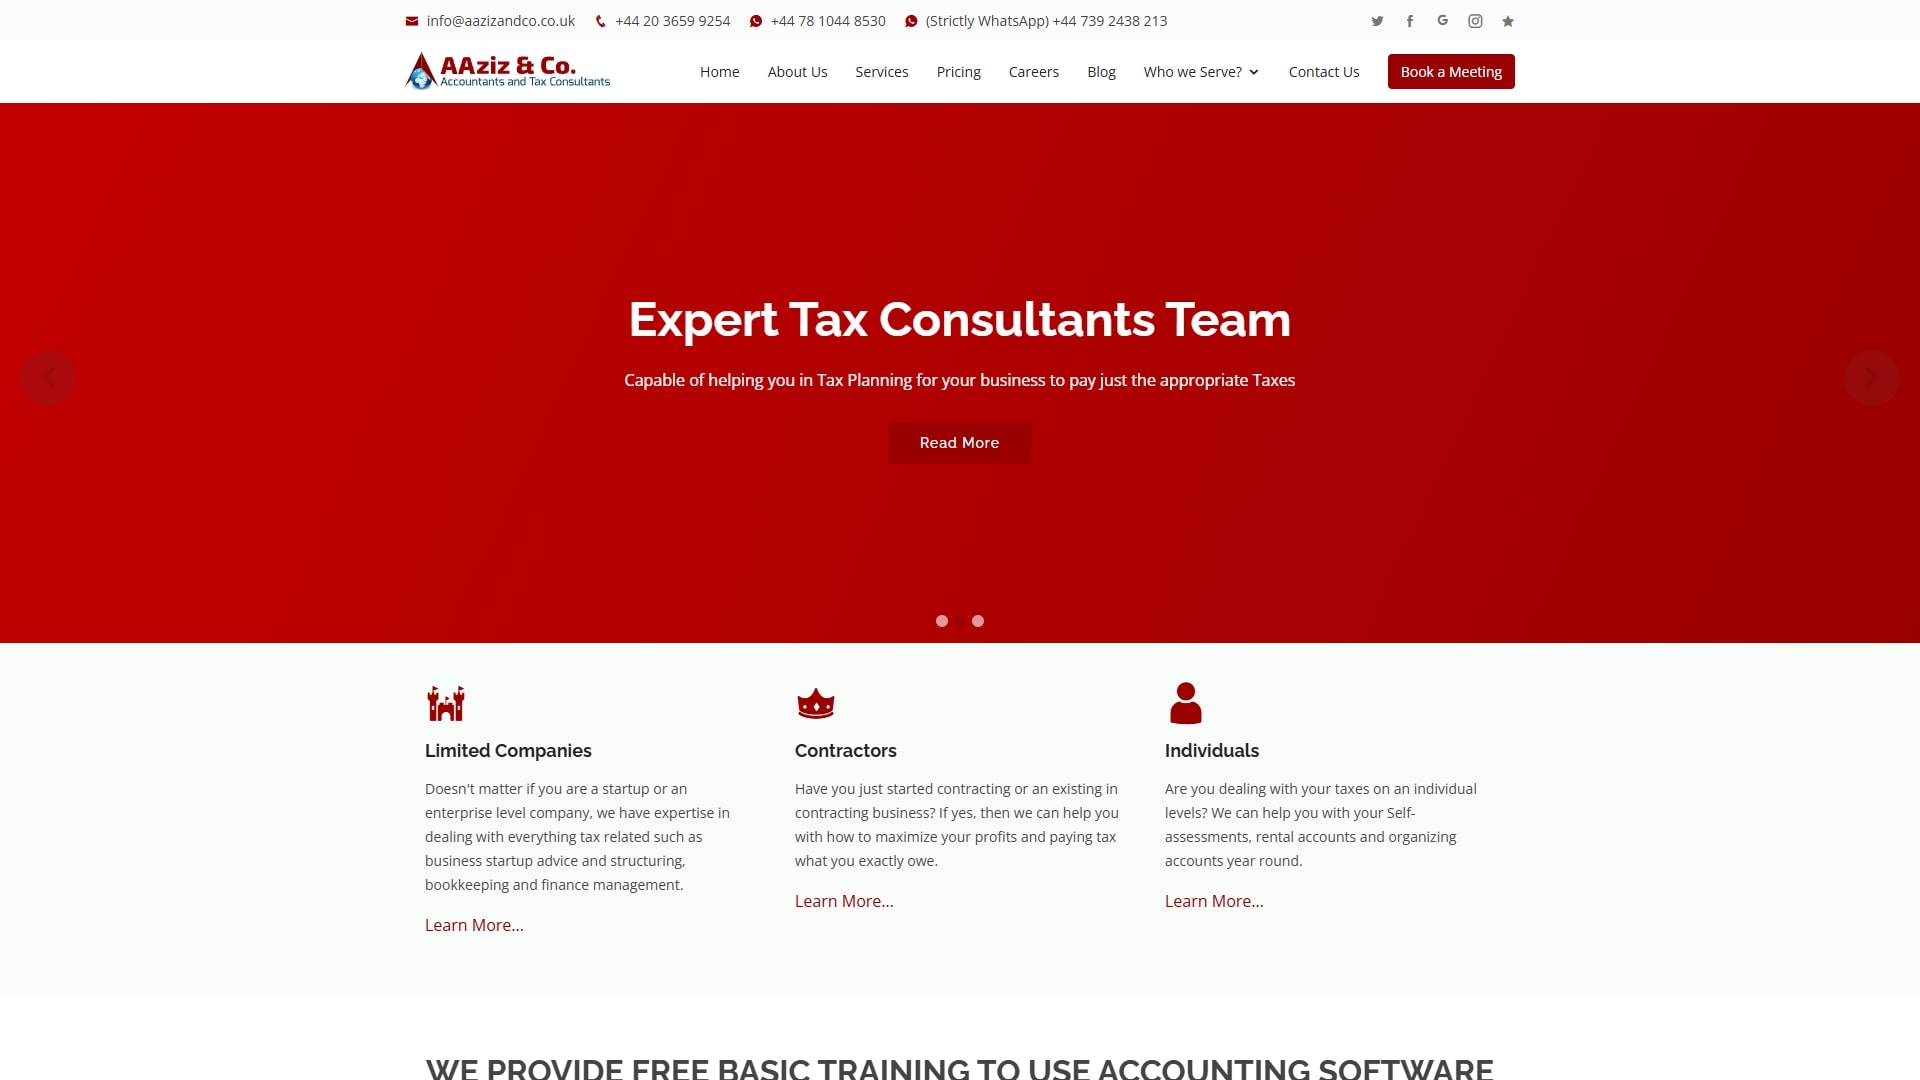 info@aazizandco.co.uk +44 20 3659 9254 +44 78 1044 8530 (Strictly WhatsApp) +44 739 2438 213
AAziz & Co.
Accountants and Tax Consultants
Home About Us Services Pricing Careers Blog Who we Serve? Contact Us Book a Meeting
Expert Tax Consultants Team
Capable of helping you in Tax Planning for your business to pay just the appropriate Taxes
Read More
Limited Companies
Doesn't matter if you are a startup or an
enterprise level company, we have expertise in
dealing with everything tax related such as
business startup advice and structuring,
bookkeeping and finance management.
Learn More...
Contractors
Have you just started contracting or an existing in
contracting business? If yes, then we can help you
with how to maximize your profits and paying tax
what you exactly owe.
Learn More...
Individuals
Are you dealing with your taxes on an individual
levels? We can help you with your Self-
assessments, rental accounts and organizing
accounts year round.
Learn More...
WE PROVIDE FREE BASIC TRAINING TO USE ACCOUNTING SOFTWARE